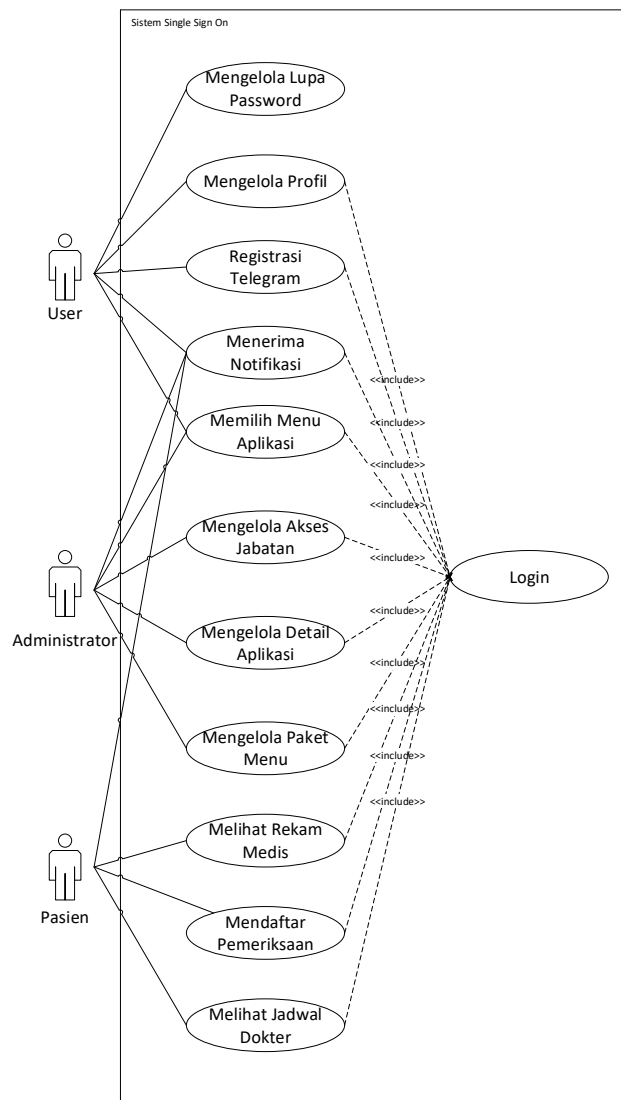 Sistem Single Sign On
Mengelola Lupa
Password
Mengelola Profil
Registrasi
Telegram
User
Menerima
Notifikasi
<<include>>
Memilih Menu
Aplikasi
<<include>>
<<include>>
<<include>>
Mengelola Akses
Jabatan
<<include>>
Login
Administrator
Mengelola Detail
Aplikasi
<<include>>
<<include>>
<<include>>
Mengelola Paket
Menu
<<include>>
<<include>>
Melihat Rekam
Medis
Pasien
Mendaftar
Pemeriksaan
Melihat Jadwal
Dokter